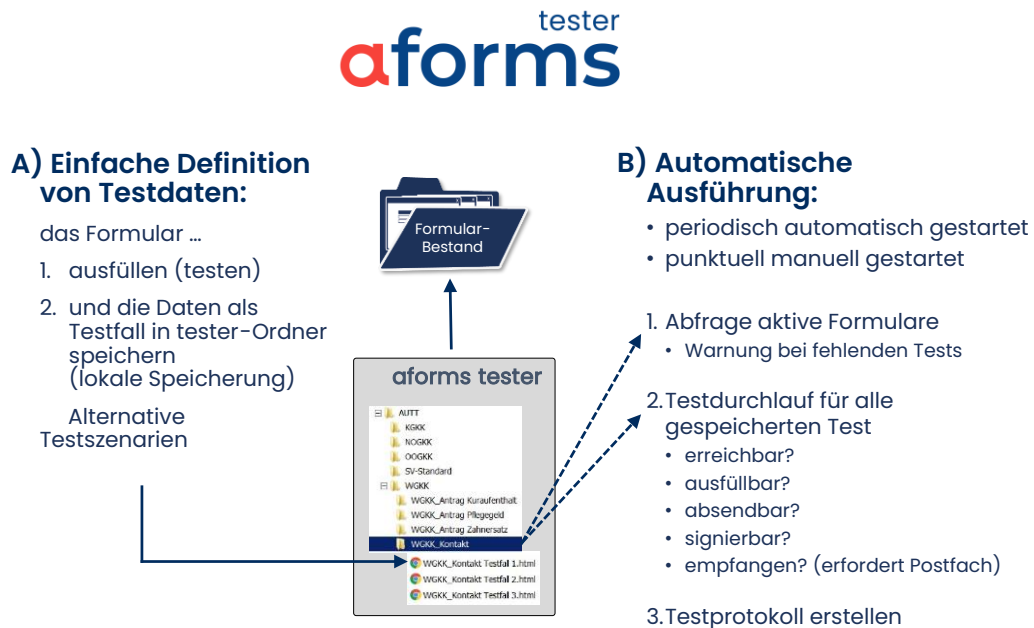 tester
aforms
A) Einfache Definition
von Testdaten:
das Formular ...
1. ausfüllen (testen)
2. und die Daten als
Testfall in tester-Ordner
speichern
(lokale Speicherung)
Alternative
Testszenarien
Formular-
Bestand
aforms tester
AUTT
KGKK
NOGKK
OOGKK
SV-Standard
WGKK
WGKK_Antrag Kuraufenthalt
WGKK_Antrag Pflegegeld
WGKK_Antrag Zahnersatz
WGKK_Kontakt
WGKK_Kontakt Testfal 1.html
WGKK_Kontakt Testfal 2.html
WGKK_Kontakt Testfal 3.html
B) Automatische
Ausführung:
• periodisch automatisch gestartet
• punktuell manuell gestartet
1. Abfrage aktive Formulare
• Warnung bei fehlenden Tests
2.Testdurchlauf für alle
gespeicherten Test
• erreichbar?
• ausfüllbar?
• absendbar?
• signierbar?
• empfangen? (erfordert Postfach)
3.Testprotokoll erstellen